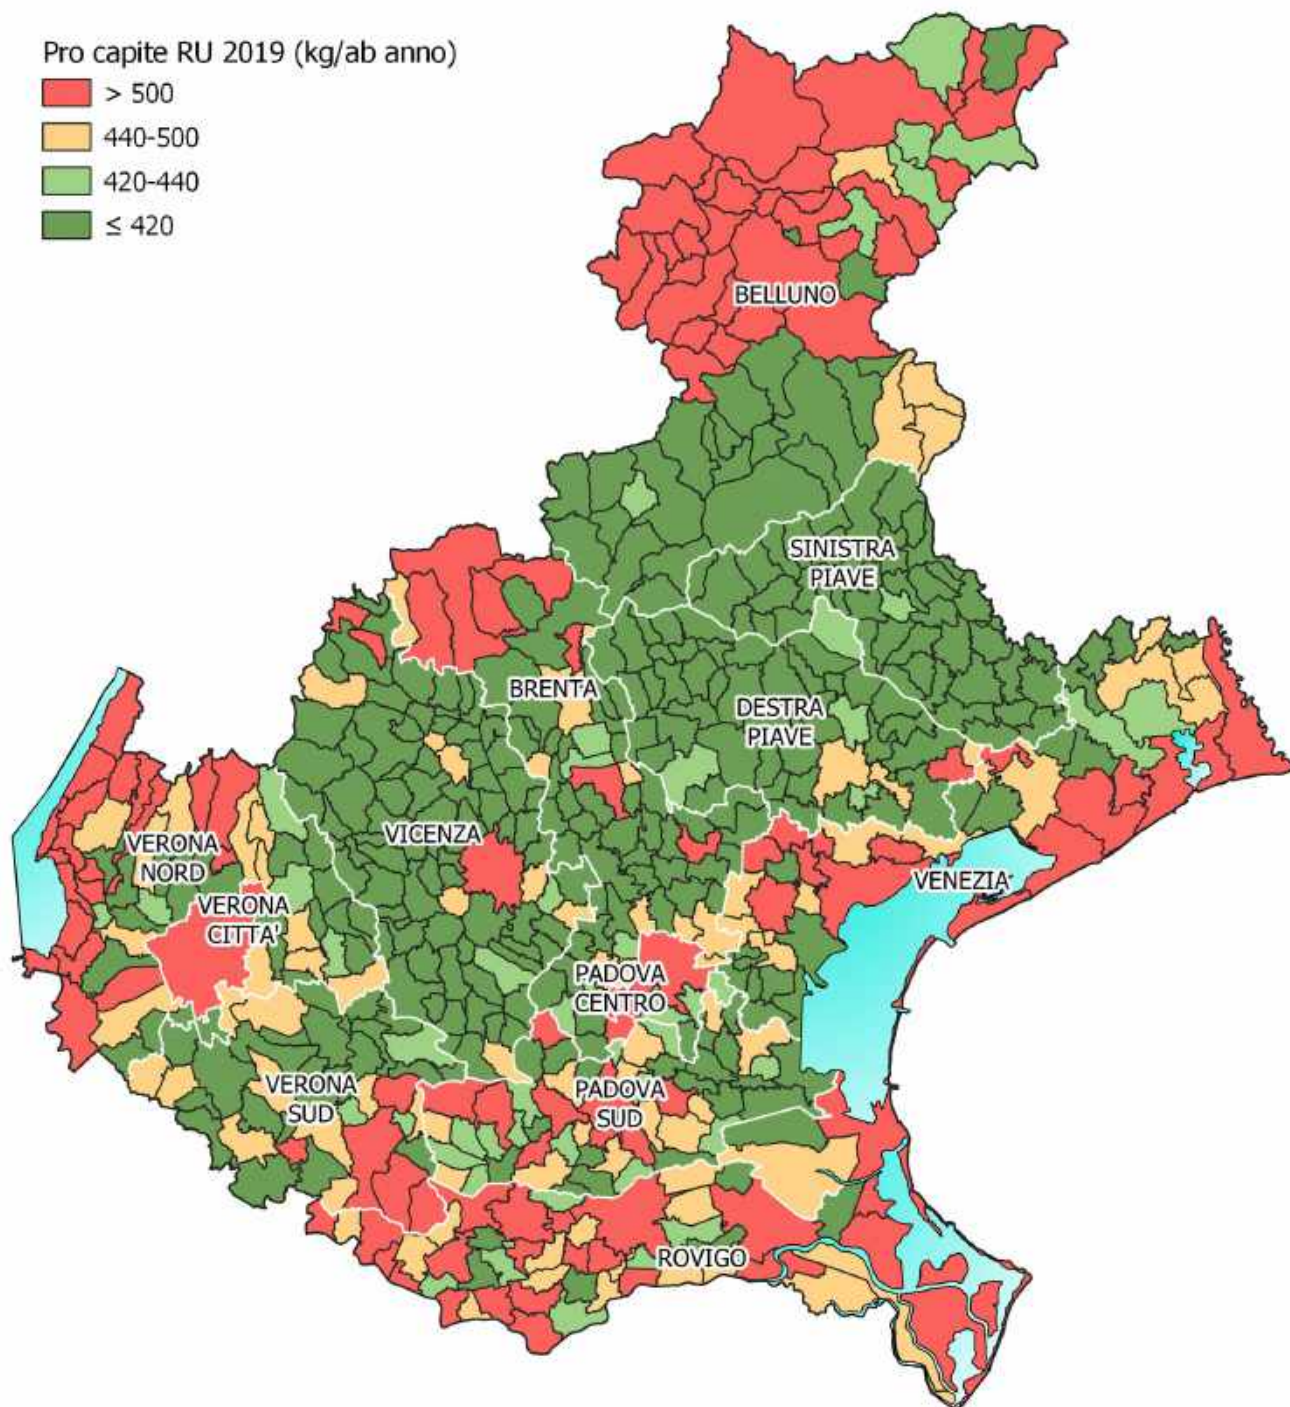 Pro capite RU 2019 (kg/ab anno)
> 500
440-500
420-440
≤ 420
BELLUNO
SINISTRA
PIAVE
BRENTA
DESTRA
PIAVE
VICENZA
VERONA
NORD
VENEZIA
VERONA
CITTA'
PADOVA
CENTRO
VERONA
SUD
PADOVA
SUD
ROVIGO